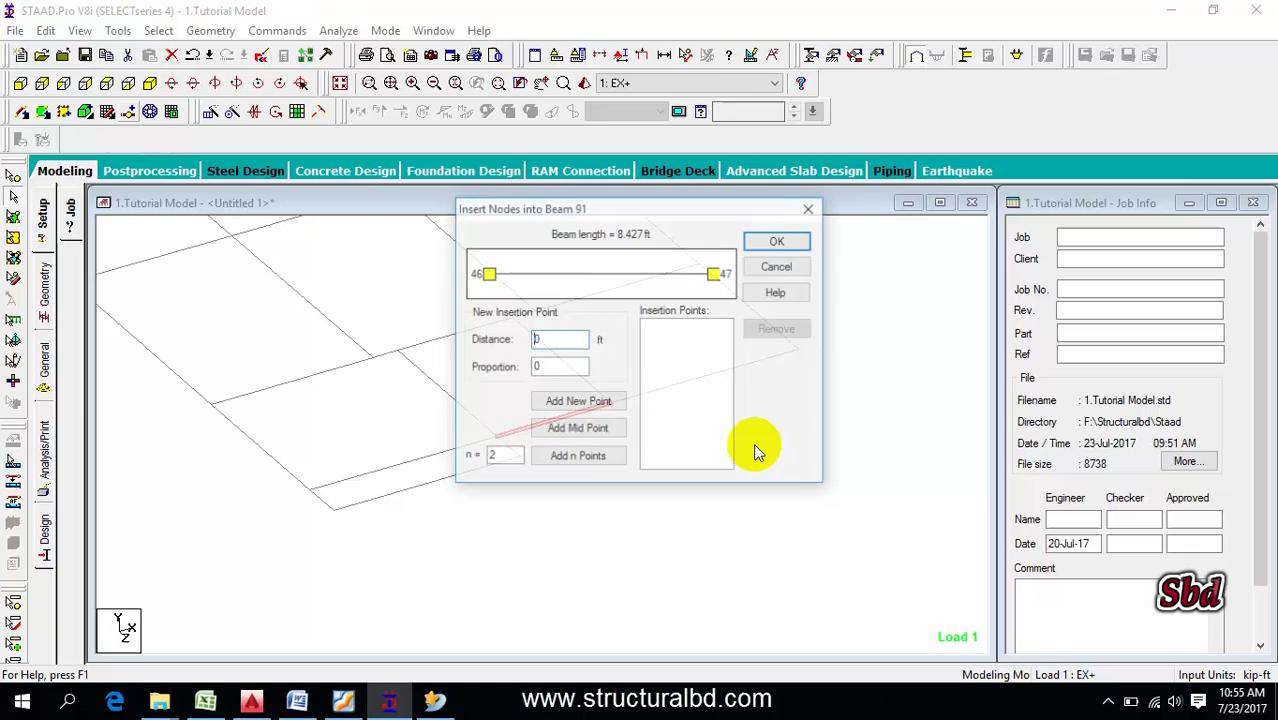 STAAD.Pro V8i (SELECTseries 4) - 1.Tutorial Model
File Edit View Tools Select Geometry Commands Analyze Mode Window Help
1: EX+
Modeling Postprocessing Steel Design Concrete Design Foundation Design RAM Connection Bridge Deck Advanced Slab Design Piping Earthquake
Setup
Job
Geometry
General
Analysis/Print
Design
1.Tutorial Model - <Untitled 1>*
Insert Nodes into Beam 91
Beam length = 8.427ft
46
47
OK
Cancel
Help
Remove
New Insertion Point
Distance: 0 ft
Proportion: 0
Insertion Points:
Add New Point
Add Mid Point
n = 2
Add n Points
Y
X
Z
Load 1
1.Tutorial Model - Job Info
Job
Client
Job No.
Rev.
Part
Ref
File
Filename : 1.Tutorial Model.std
Directory : F:\Structuralbd\Staad
Date / Time : 23-Jul-2017 09:51 AM
File size : 8738
More...
Engineer Checker Approved
Name
Date 20-Jul-17
Comment
Sbd
For Help, press F1
Modeling Mo Load 1 : EX+ Input Units: kip-ft
www.structuralbd.com
10:55 AM
7/23/2017